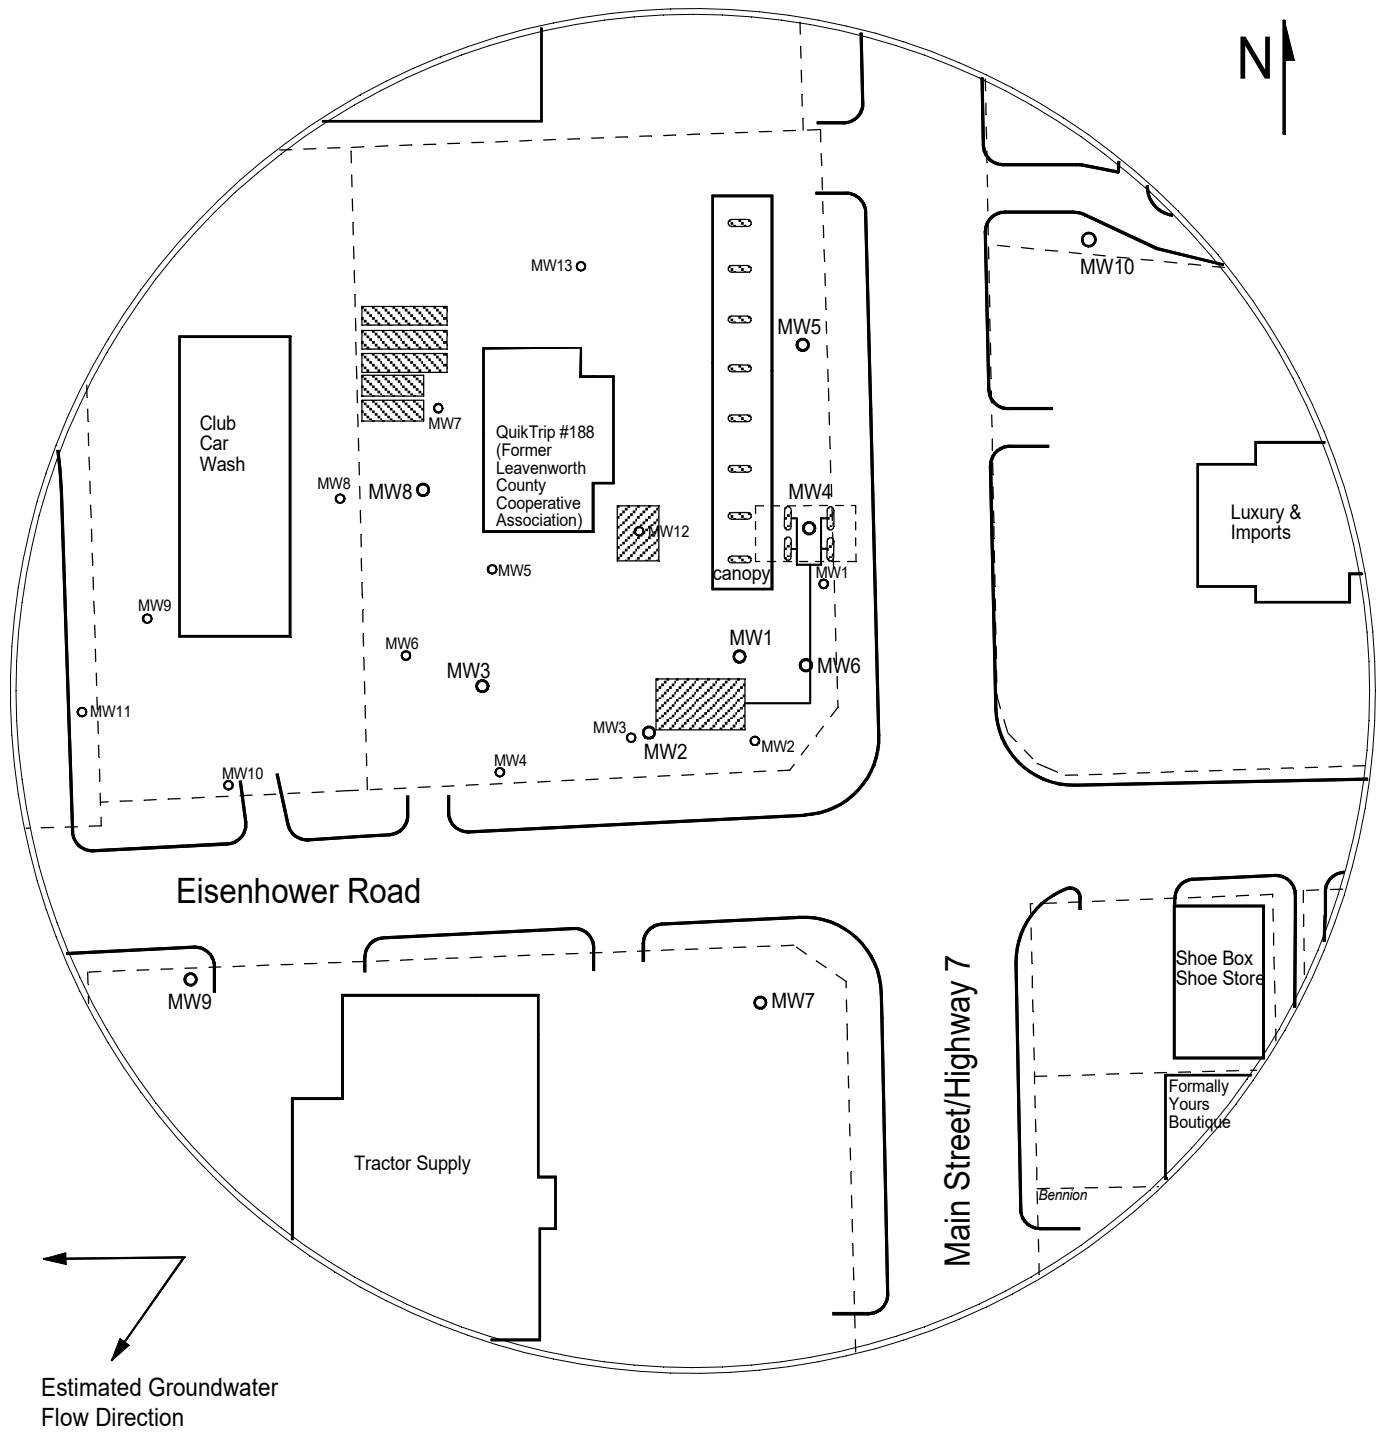 N
MW10
MW13
MW5
MW7
Club
Car
Wash
QuikTrip #188
(Former
Leavenworth
County
Cooperative
Association)
MW8
MW8
MW4
MW12
Luxury &
Imports
MW5
canopy
MW1
MW9
MW6
MW1
MW3
MW6
MW11
MW3
MW2
MW2
MW4
MW10
Eisenhower Road
MW9
MW7
Main Street/Highway 7
Shoe Box
Shoe Store
Formally
Yours
Boutique
Tractor Supply
Bennion
Estimated Groundwater
Flow Direction